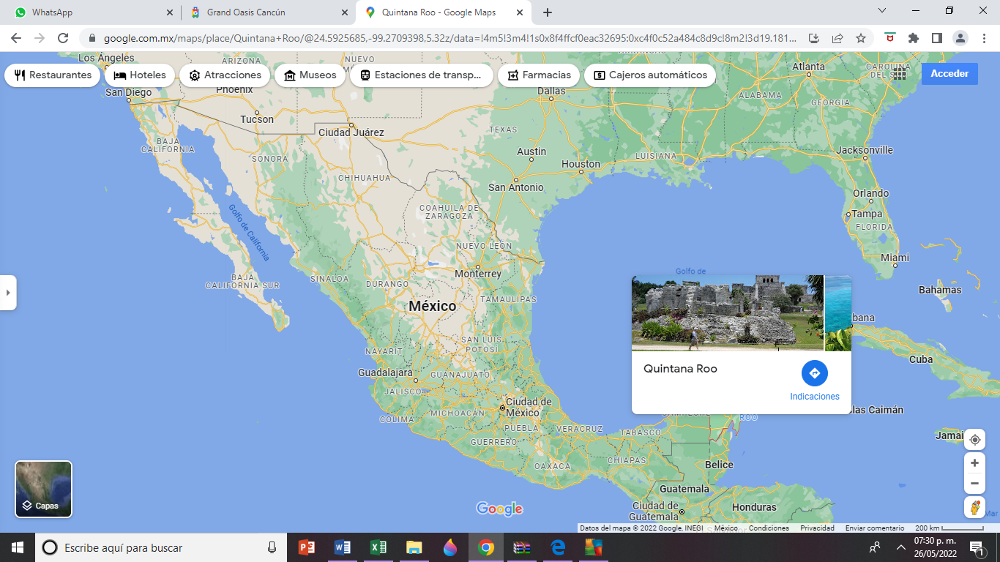 WhatsApp
Grand Oasis Cancún
Quintana Roo - Google Maps
google.com.mx/maps/place/Quintana+Roo/@24.5925685,-99.2709398,5.32z/data=!4m5!3m4!1s0x8f4ffcf0eac32695:0xc4f0c52a484c8d9c!8m2!3d19.181...
Restaurantes
Hoteles
Atracciones
Museos
Estaciones de transp...
Farmacias
Cajeros automáticos
Acceder
Los Ángeles
ARIZONA
NUEVO
San Diego
Phoenix
Tucson
Ciudad Juárez
Dallas
Atlanta
CAROLINA
DEL S
ALABAMA
GEORGIA
TEXAS
BAJA
CALIFORNIA
SONORA
CHIHUAHUA
Austin
Houston
LUISIANA
Jacksonville
San Antonio
Orlando
Tampa
FLORIDA
Miami
COAHUILA DE
ZARAGOZA
Golfo de California
NUEVO LEÓN
Monterrey
SINALOA
BAJA
CALIFORNIA SUR
DURANGO
TAMAULIPAS
México
Golfo de
Bahamas
bana
Cuba
SAN LUIS
POTOSÍ
NAYARIT
Guadalajara
GUANAJUATO
JALISCO
Ciudad de
México
COLIMA
MICHOACÁN
PUEBLA
VERACRUZ
TABASCO
GUERRERO
OAXACA
CHIAPAS
Quintana Roo
Indicaciones
ROO
slas Caimán
Jamai
Belice
Guatemala
Ciudad de
Guatemala
Honduras
Mar
Capas
Google
Datos del mapa © 2022 Google, INEGI
México
Condiciones
Privacidad
Enviar comentario
200 km
Escribe aquí para buscar
07:30 p. m.
26/05/2022
1